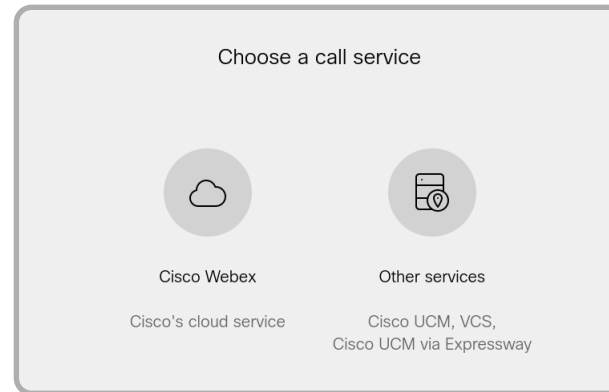 Choose a call service
Cisco Webex
Cisco's cloud service
Other services
Cisco UCM, VCS,
Cisco UCM via Expressway